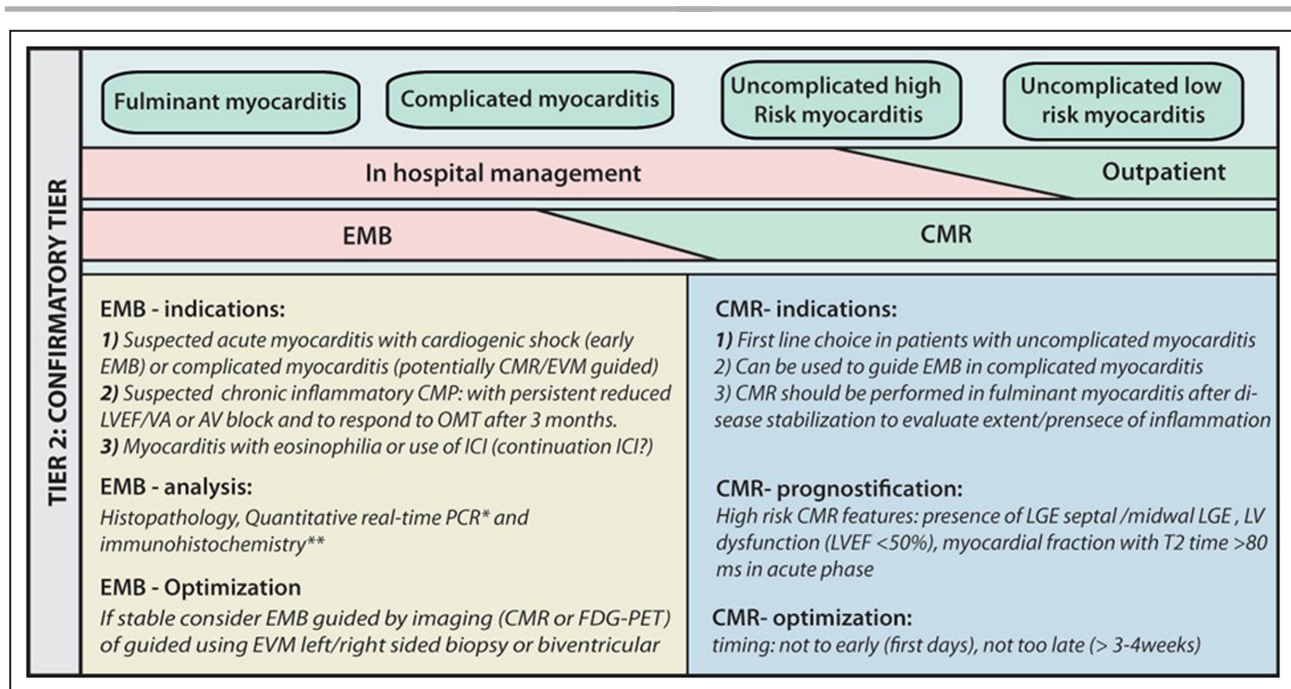 TIER 2: CONFIRMATORY TIER
Fulminant myocarditis
Complicated myocarditis
Uncomplicated high
Risk myocarditis
Uncomplicated low
risk myocarditis
In hospital management
Outpatient
EMB
CMR
EMB - indications:
1) Suspected acute myocarditis with cardiogenic shock (early
EMB) or complicated myocarditis (potentially CMR/EVM guided)
2) Suspected chronic inflammatory CMP: with persistent reduced
LVEF/VA or AV block and to respond to OMT after 3 months.
3) Myocarditis with eosinophilia or use of ICI (continuation ICI?)
EMB - analysis:
Histopathology, Quantitative real-time PCR* and
immunohistochemistry**
EMB - Optimization
If stable consider EMB guided by imaging (CMR or FDG-PET)
of guided using EVM left/right sided biopsy or biventricular
CMR- indications:
1) First line choice in patients with uncomplicated myocarditis
2) Can be used to guide EMB in complicated myocarditis
3) CMR should be performed in fulminant myocarditis after di-
sease stabilization to evaluate extent/prensece of inflammation
CMR- prognostification:
High risk CMR features: presence of LGE septal /midwal LGE , LV
dysfunction (LVEF <50%), myocardial fraction with T2 time >80
ms in acute phase
CMR- optimization:
timing: not to early (first days), not too late (> 3-4weeks)